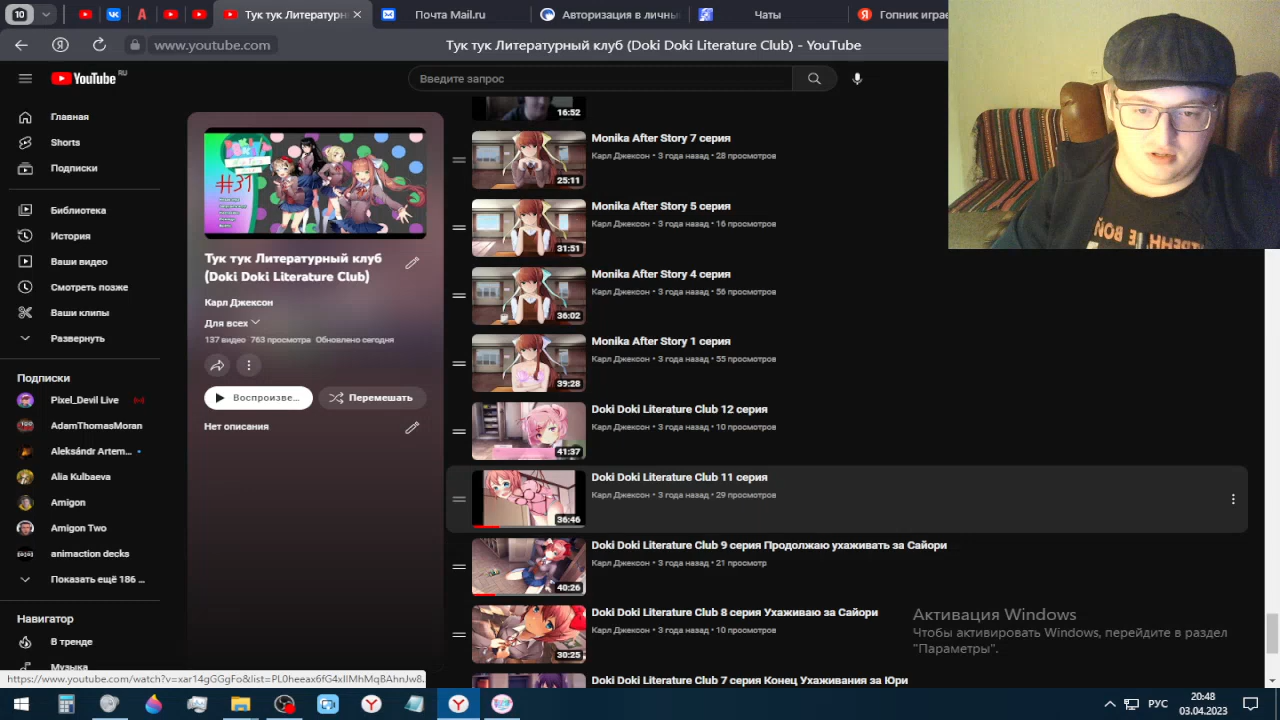 10
Тук тук Литературн
Почта Mail.ru
Авторизация в личны
Чаты
Гопник играе
www.youtube.com
Тук тук Литературный клуб (Doki Doki Literature Club) - YouTube
YouTube RU
Введите запрос
Главная
Shorts
Подписки
Библиотека
История
Ваши видео
Смотреть позже
Ваши клипы
Развернуть
Подписки
Pixel_Devil Live
AdamThomasMoran
Aleksándr Artem...
Alia Kulbaeva
Amigon
Amigon Two
animaction decks
Показать ещё 186 ...
Навигатор
В тренде
Музыка
#31
Тук тук Литературный клуб
(Doki Doki Literature Club)
Карл Джексон
Для всех
137 видео 763 просмотра Обновлено сегодня
Воспроизве...
Перемешать
Нет описания
16:52
Monika After Story 7 серия
Карл Джексон • 3 года назад • 28 просмотров
25:11
Monika After Story 5 серия
Карл Джексон • 3 года назад • 16 просмотров
31:51
Monika After Story 4 серия
Карл Джексон • 3 года назад • 56 просмотров
36:02
Monika After Story 1 серия
Карл Джексон • 3 года назад • 55 просмотров
39:28
Doki Doki Literature Club 12 серия
Карл Джексон • 3 года назад • 10 просмотров
41:37
Doki Doki Literature Club 11 серия
Карл Джексон • 3 года назад • 29 просмотров
36:46
Doki Doki Literature Club 9 серия Продолжаю ухаживать за Сайори
Карл Джексон • 3 года назад • 21 просмотр
40:26
Doki Doki Literature Club 8 серия Ухаживаю за Сайори
Карл Джексон • 3 года назад • 10 просмотров
30:25
Doki Doki Literature Club 7 серия Конец Ухаживания за Юри
Активация Windows
Чтобы активировать Windows, перейдите в раздел
"Параметры".
https://www.youtube.com/watch?v=xar14gGGgFo&list=PL0heeax6fG4xIlMhMqBAhnJw8...
РУС
20:48
03.04.2023